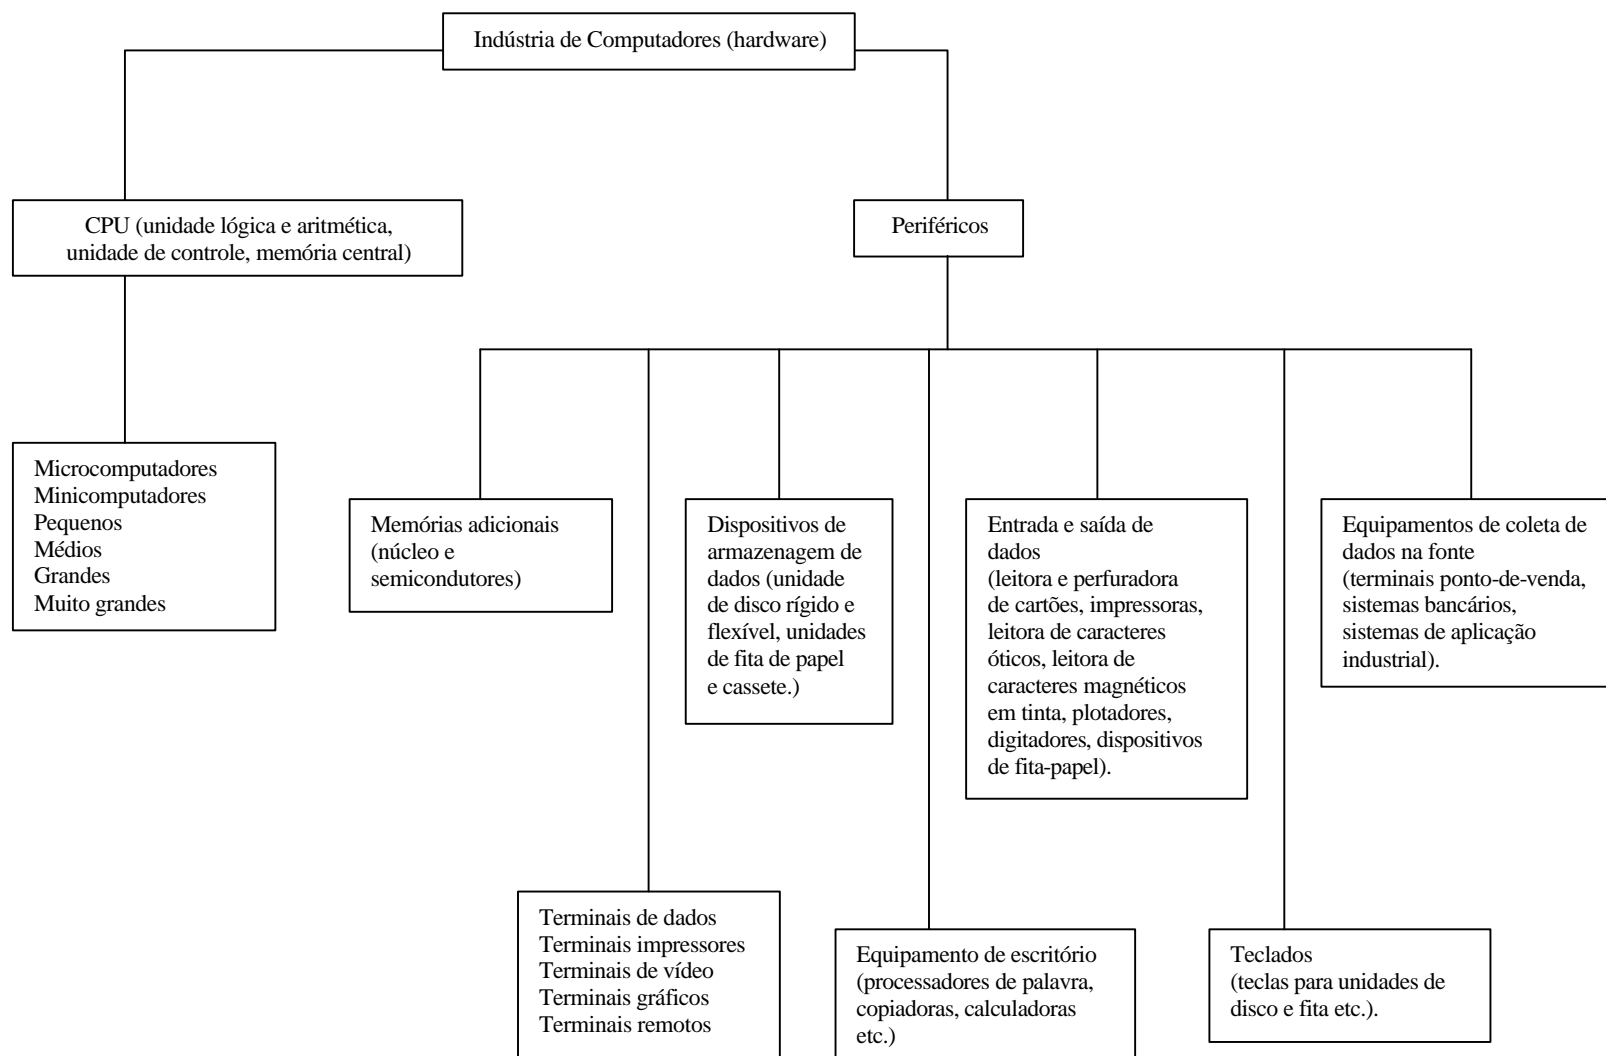 Indústria de Computadores (hardware)
CPU (unidade lógica e aritmética,
unidade de controle, memória central)
Periféricos
Microcomputadores
Minicomputadores
Pequenos
Médios
Grandes
Muito grandes
Memórias adicionais
(núcleo e
semicondutores)
Dispositivos de
armazenagem de
dados (unidade
de disco rígido e
flexível, unidades
de fita de papel
e cassete.)
Entrada e saída de
dados
(leitora e perfuradora
de cartões, impressoras,
leitora de caracteres
óticos, leitora de
caracteres magnéticos
em tinta, plotadores,
digitadores, dispositivos
de fita-papel).
Equipamentos de coleta de
dados na fonte
(terminais ponto-de-venda,
sistemas bancários,
sistemas de aplicação
industrial).
Terminais de dados
Terminais impressores
Terminais de vídeo
Terminais gráficos
Terminais remotos
Equipamento de escritório
(processadores de palavra,
copiadoras, calculadoras
etc.)
Teclados
(teclas para unidades de
disco e fita etc.).